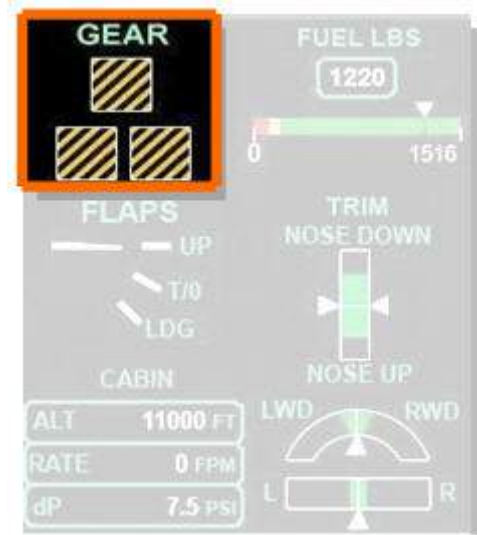 GEAR
FUEL LBS
1220
0 1516
FLAPS
UP
T/0
LDG
TRIM
NOSE DOWN
NOSE UP
CABIN
ALT 11000 FT
RATE 0 FPM
dP 7.5 PSI
LWD RWD
L R